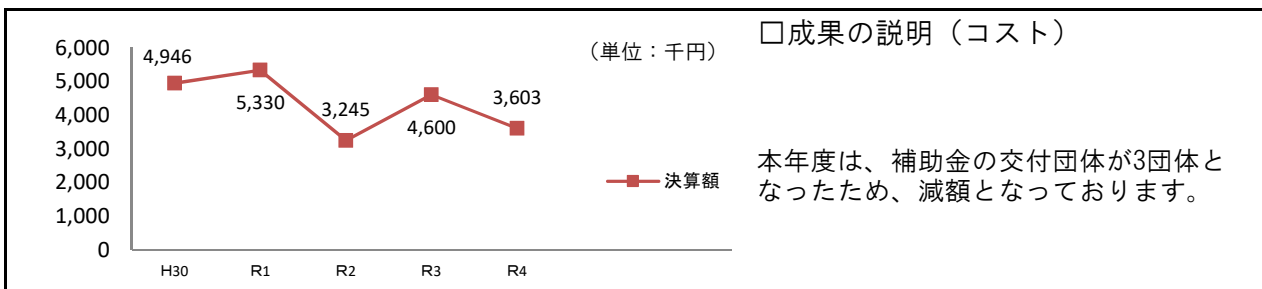 6,000
5,000
4,000
3,000
2,000
1,000
0
4,946
5,330
3,245
4,600
3,603
（単位：千円）
決算額
H30
R1
R2
R3
R4
□成果の説明（コスト）
本年度は、補助金の交付団体が3団体と
なったため、減額となっております。